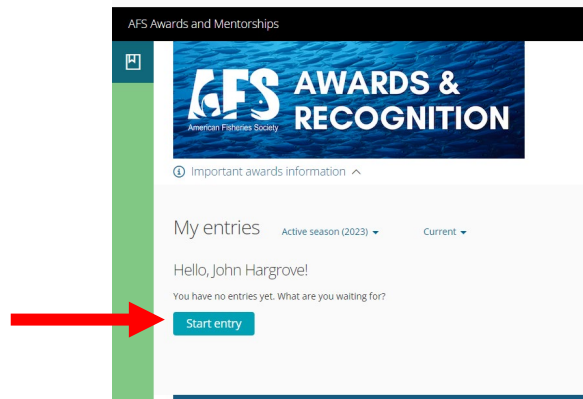 AFS Awards and Mentorships
AFS
American Fisheries Society
AWARDS &
RECOGNITION
Important awards information
My entries Active season (2023) Current
Hello, John Hargrove!
You have no entries yet. What are you waiting for?
Start entry